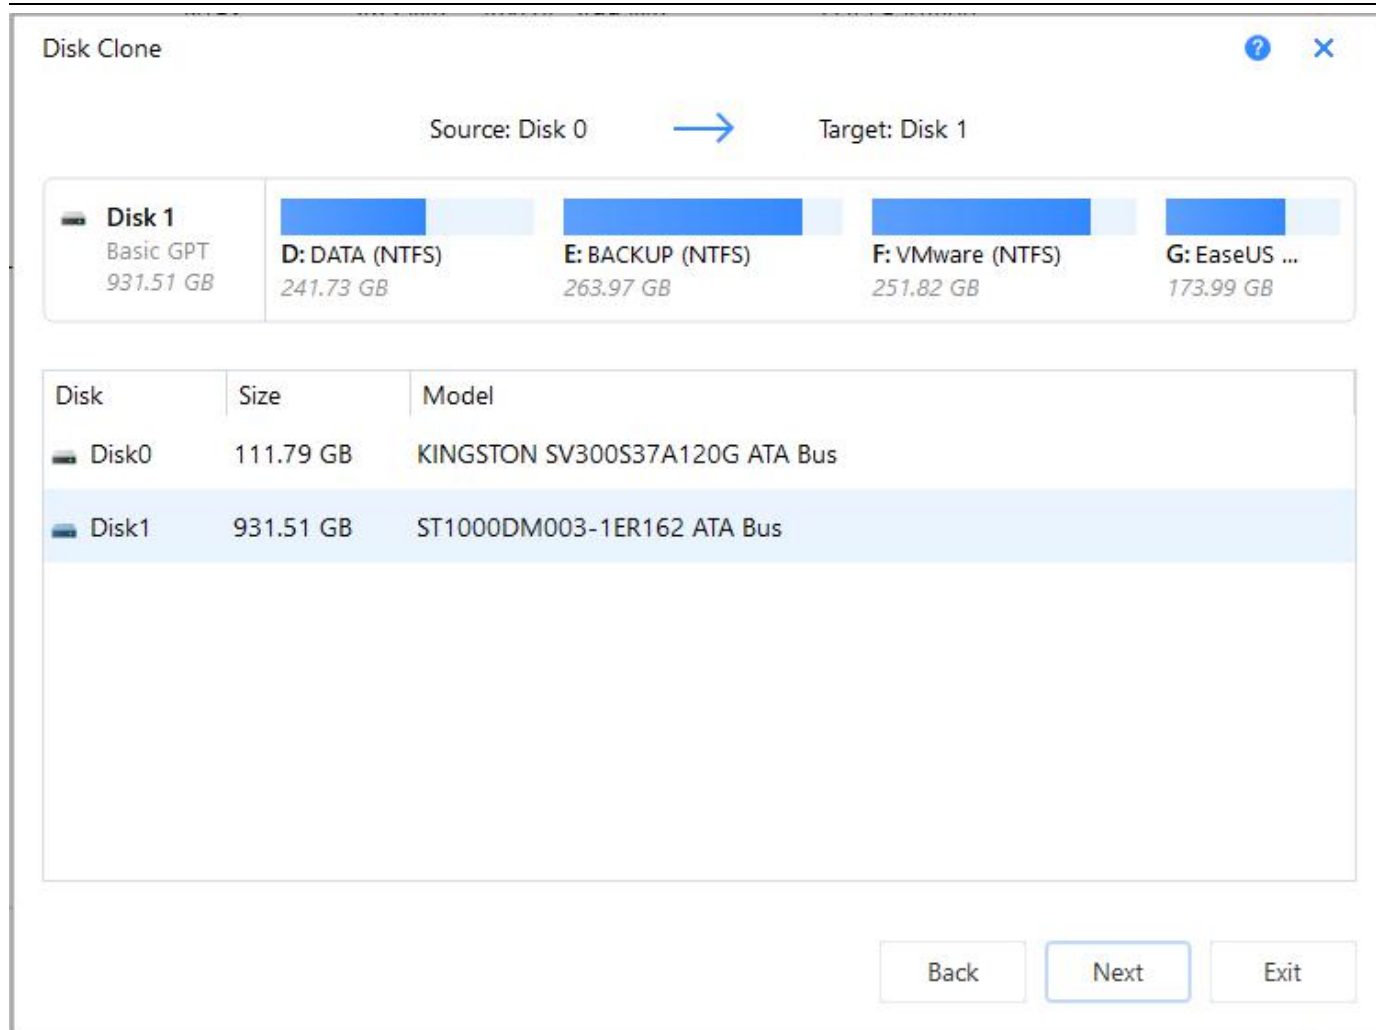 Disk Clone
Source: Disk 0 Target: Disk 1
Disk 1
Basic GPT
931.51 GB
D: DATA (NTFS)
241.73 GB
E: BACKUP (NTFS)
263.97 GB
F: VMware (NTFS)
251.82 GB
G: EaseUS ...
173.99 GB
Disk Size Model
Disk0 111.79 GB KINGSTON SV300S37A120G ATA Bus
Disk1 931.51 GB ST1000DM003-1ER162 ATA Bus
Back Next Exit